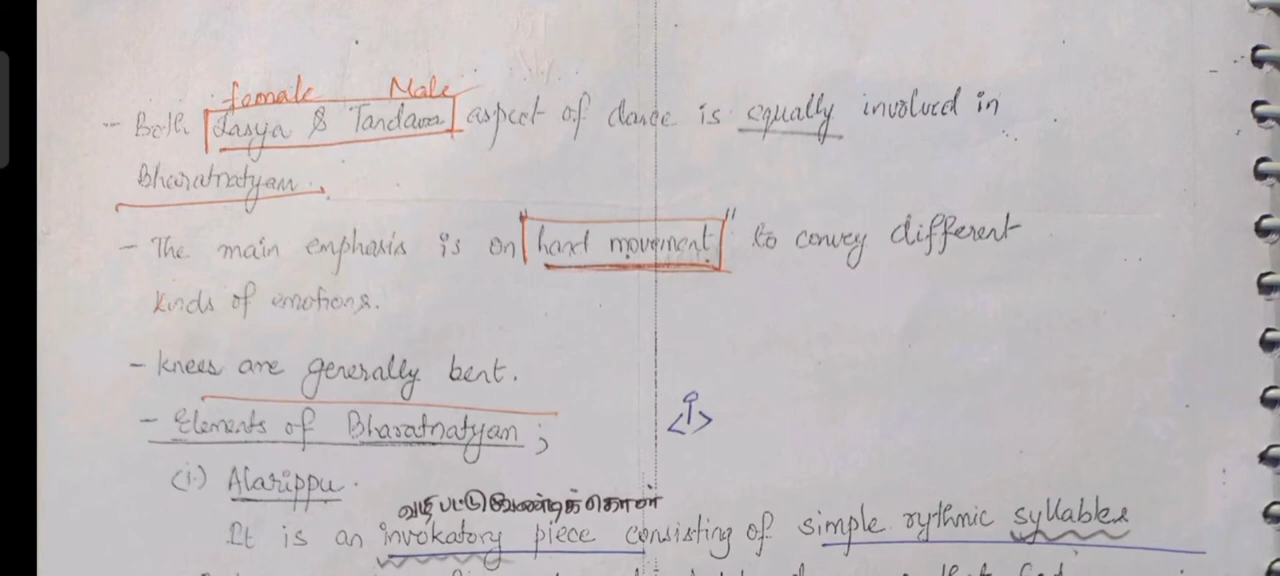 female Male
- Both Lasya & Tandava aspect of dance is equally involved in
Bharatnatyam.
- The main emphasis is on "hand movement" to convey different
kinds of emotions.
- Knees are generally bent.
- Elements of Bharatnatyam;
(i) Alarippu.
வழிபட்டுவேண்டிக்கொள்
It is an invokatory piece consisting of simple rythmic syllables